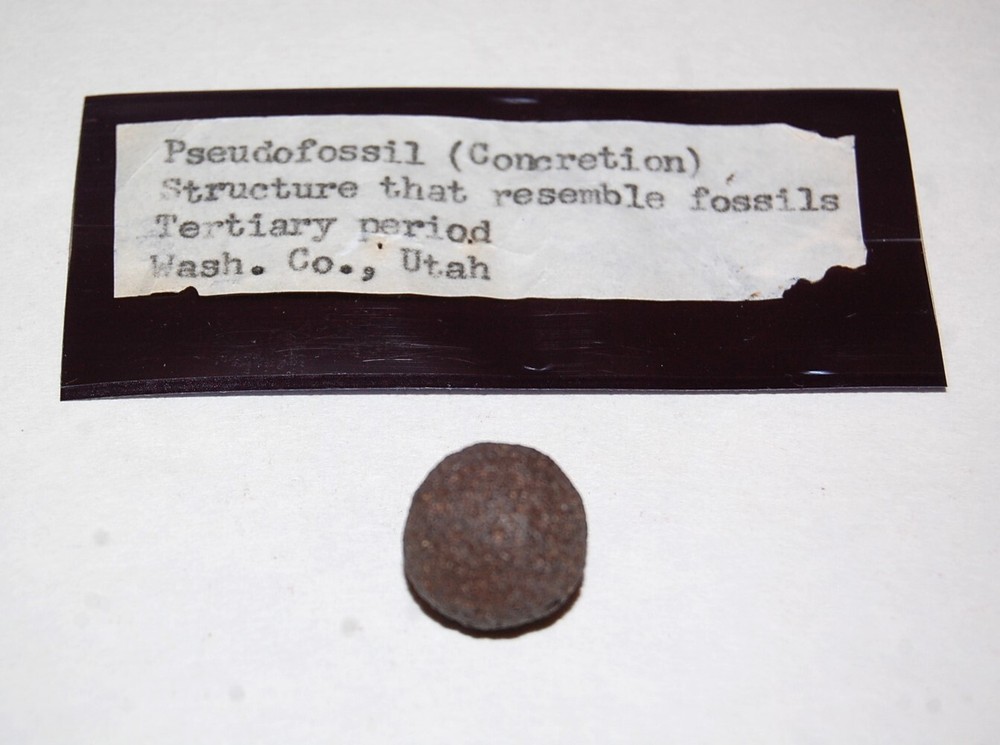 Pseudofossil (Concretion)
Structure that resemble fossils
Tertiary period
Wash. Co., Utah